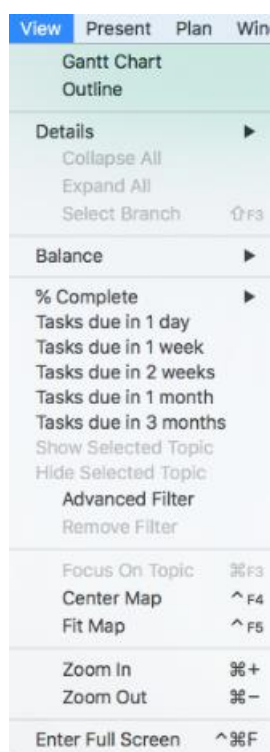 View Present Plan Win
Gantt Chart
Outline
Details ▶
Collapse All
Expand All
Select Branch ⇧F3
Balance ▶
% Complete ▶
Tasks due in 1 day
Tasks due in 1 week
Tasks due in 2 weeks
Tasks due in 1 month
Tasks due in 3 months
Show Selected Topic
Hide Selected Topic
Advanced Filter
Remove Filter
Focus On Topic ⌘F3
Center Map ^F4
Fit Map ^F5
Zoom In ⌘+
Zoom Out ⌘−
Enter Full Screen ^⌘F